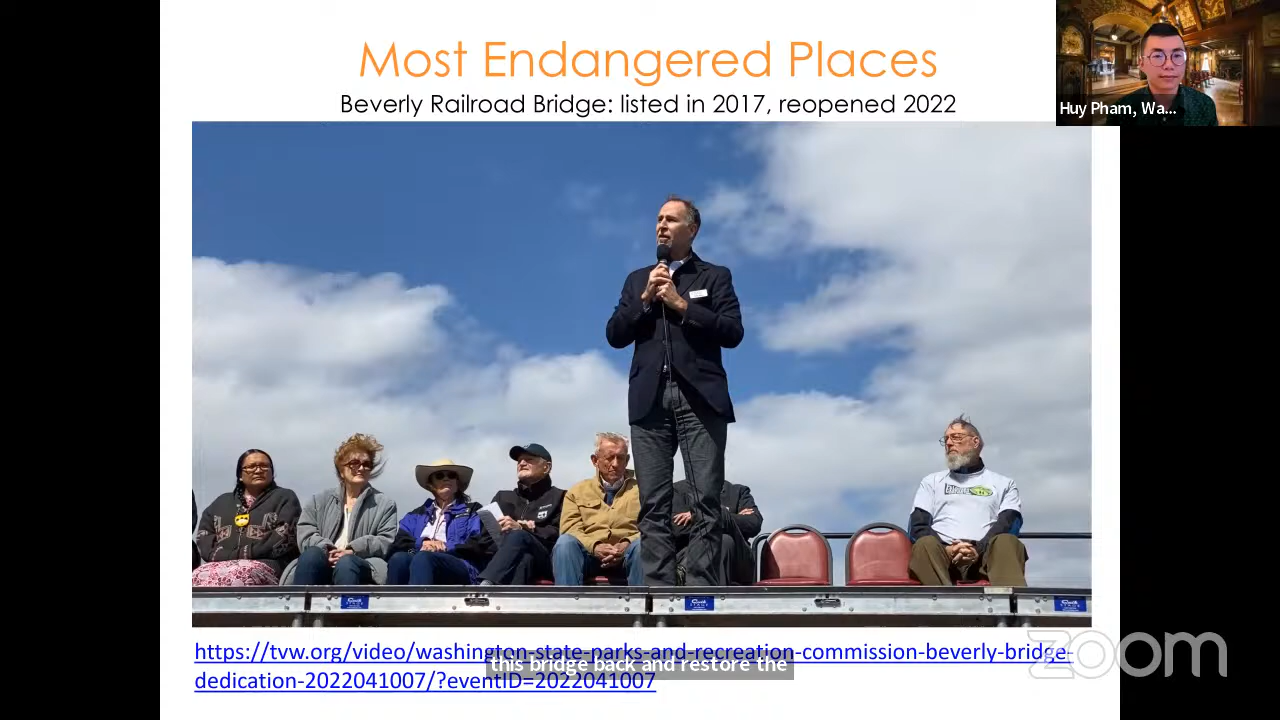 Most Endangered Places
Beverly Railroad Bridge: listed in 2017, reopened 2022
Huy Pham, Wa...
https://tvw.org/video/washington-state-parks-and-recreation-commission-beverly-bridge-
dedication-2022041007/?eventID=2022041007
this bridge back and restore the
zoom